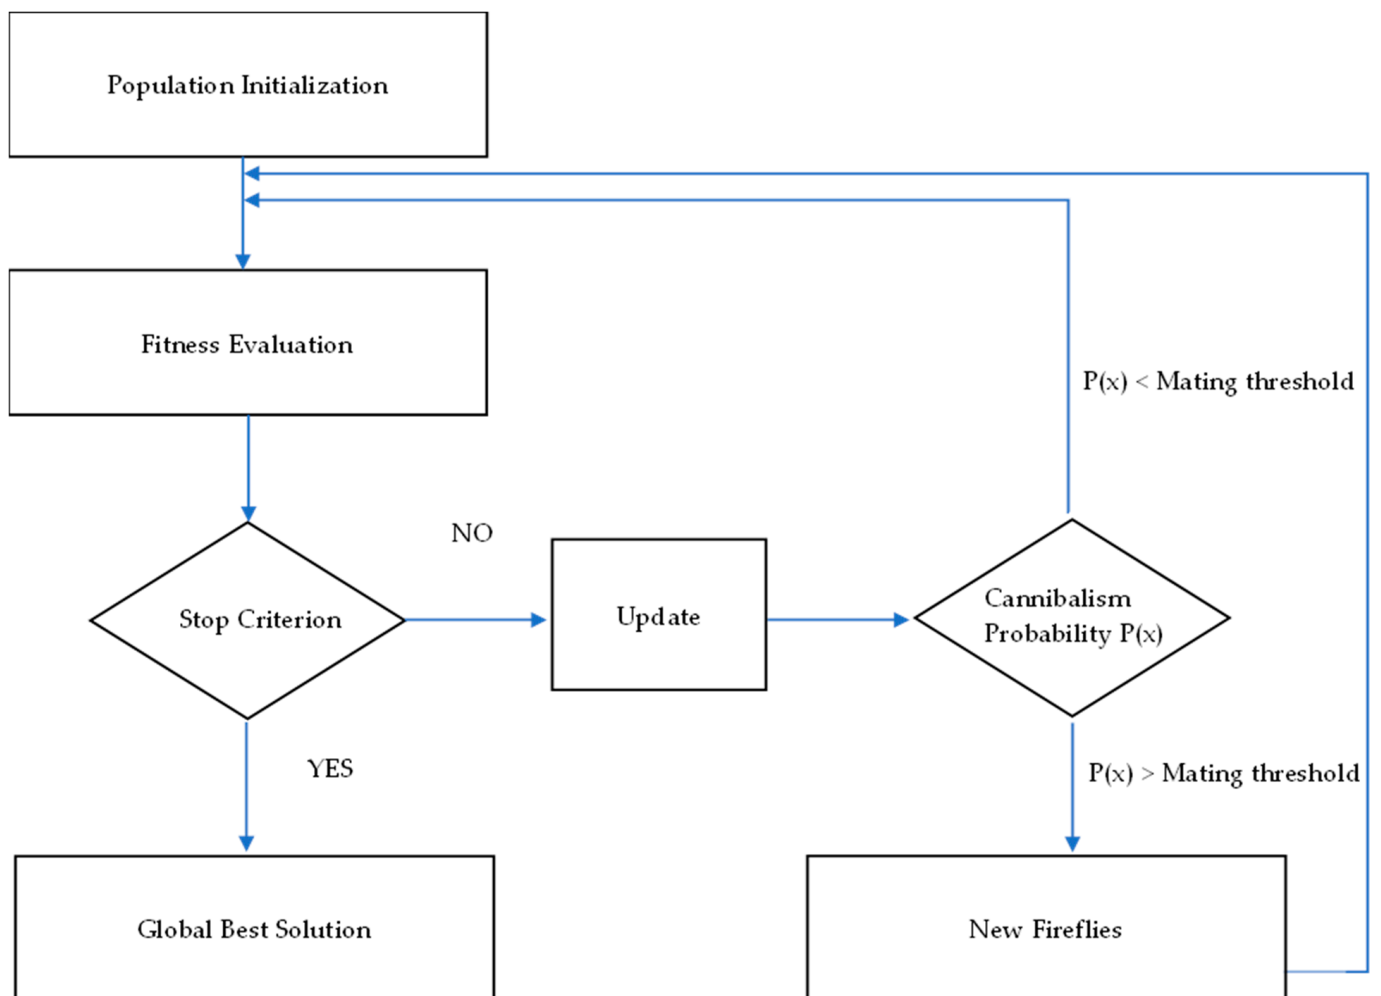 Population Initialization
Fitness Evaluation
P(x) < Mating threshold
NO
Stop Criterion
Update
Cannibalism
Probability P(x)
YES
P(x) > Mating threshold
Global Best Solution
New Fireflies